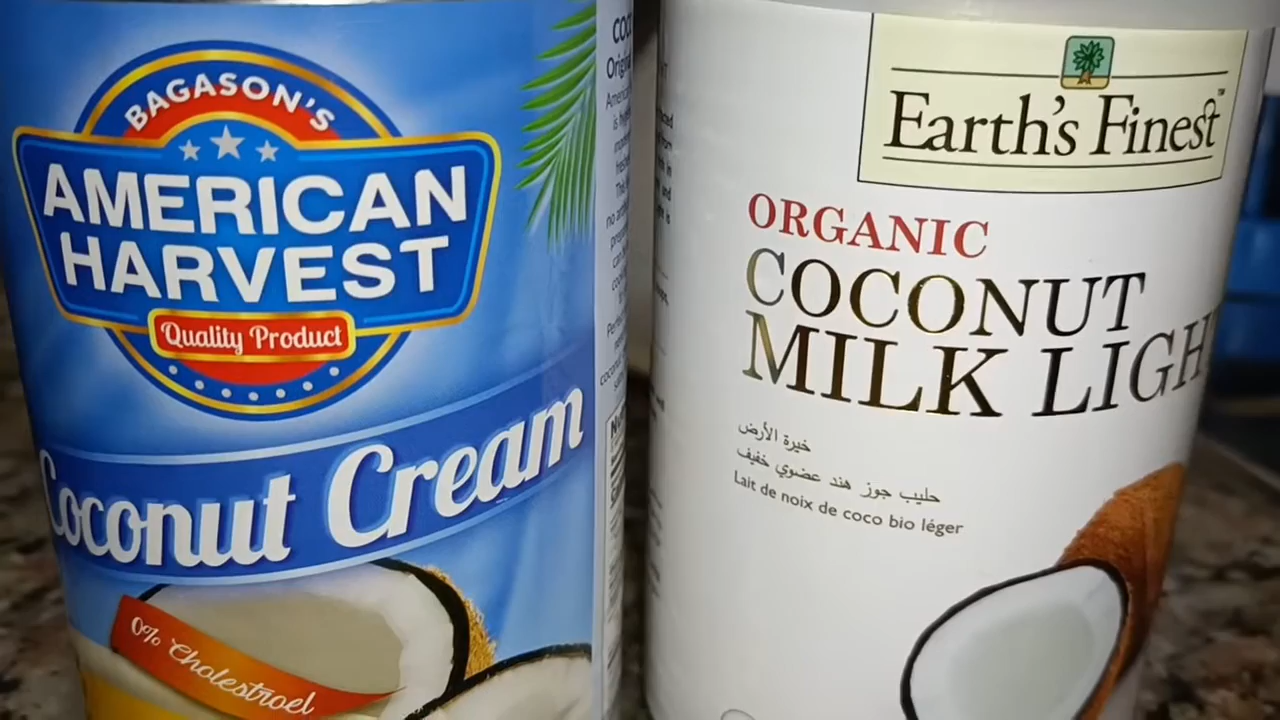 BAGASON'S
AMERICAN
HARVEST
Quality Product
Coconut Cream
0% Cholestroel
Earth's Finest™
ORGANIC
COCONUT
MILK LIGH
خيرة الأرض
حليب جوز هند عضوي خفيف
Lait de noix de coco bio léger